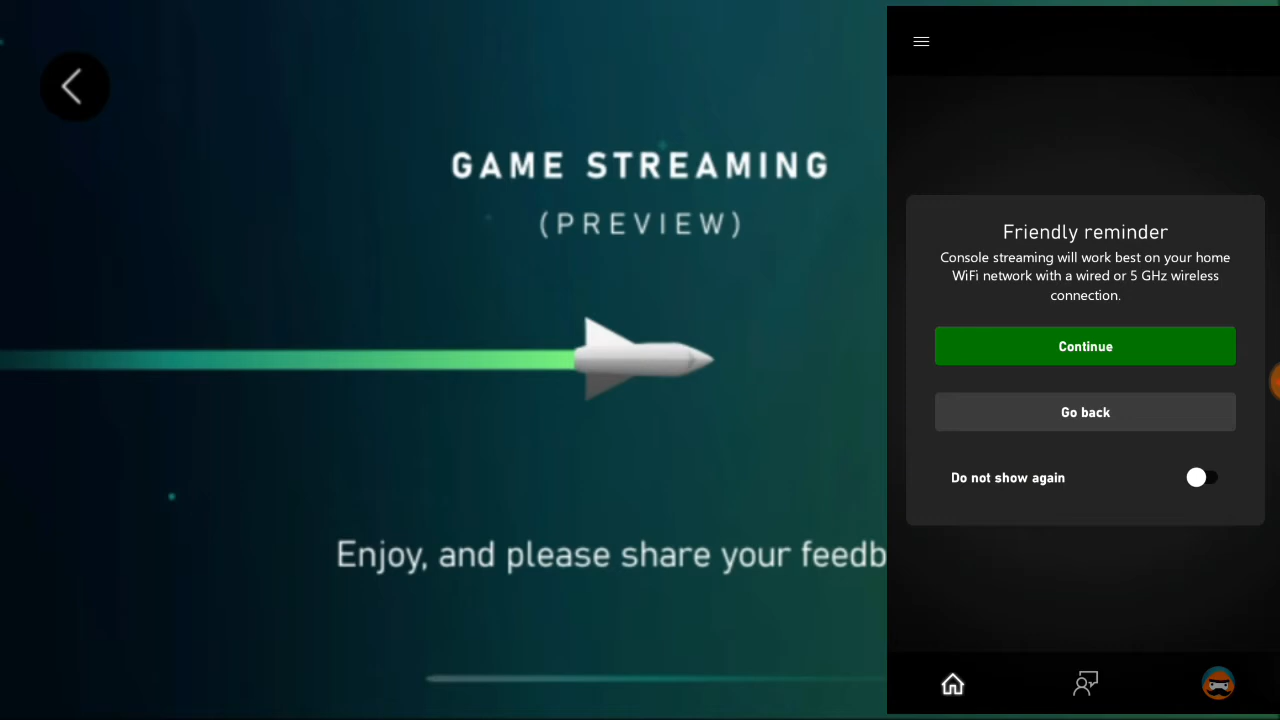 GAME STREAMING
(PREVIEW)
Enjoy, and please share your feedb
Friendly reminder
Console streaming will work best on your home
WiFi network with a wired or 5 GHz wireless
connection.
Continue
Go back
Do not show again